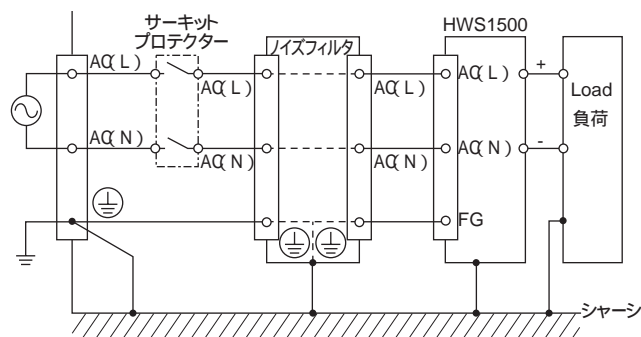 サーキット
プロテクター
ノイズフィルタ
HWS1500
AC( L )
AC( L )
AC( L )
AC( L )
+
Load
負荷
AC( N )
AC( N )
AC( N )
AC( N )
-
FG
シャーシ